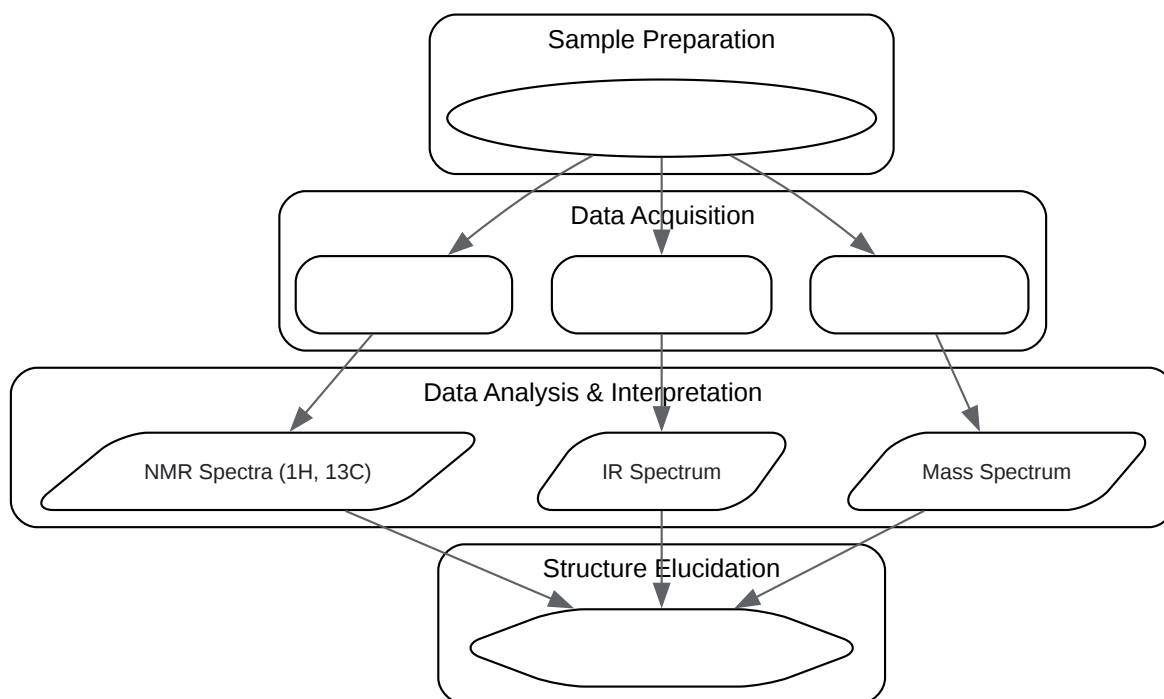 Sample Preparation
Data Acquisition
Data Analysis & Interpretation
NMR Spectra (1H, 13C)
IR Spectrum
Mass Spectrum
Structure Elucidation